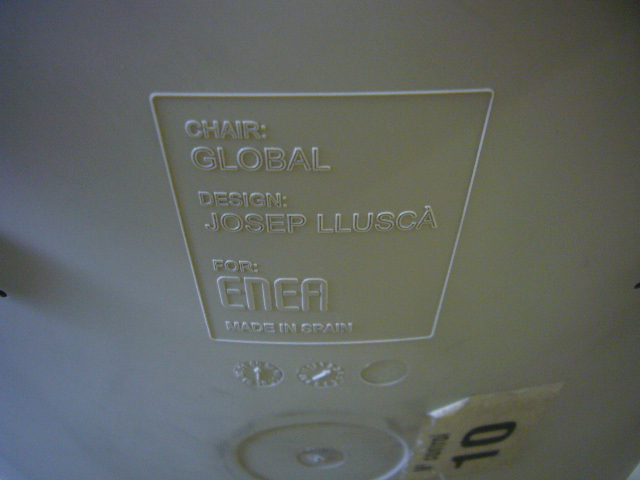 CHAIR:
GLOBAL
DESIGN:
JOSEP LLUSCÀ
FOR:
ENEA
MADE IN SPAIN
10